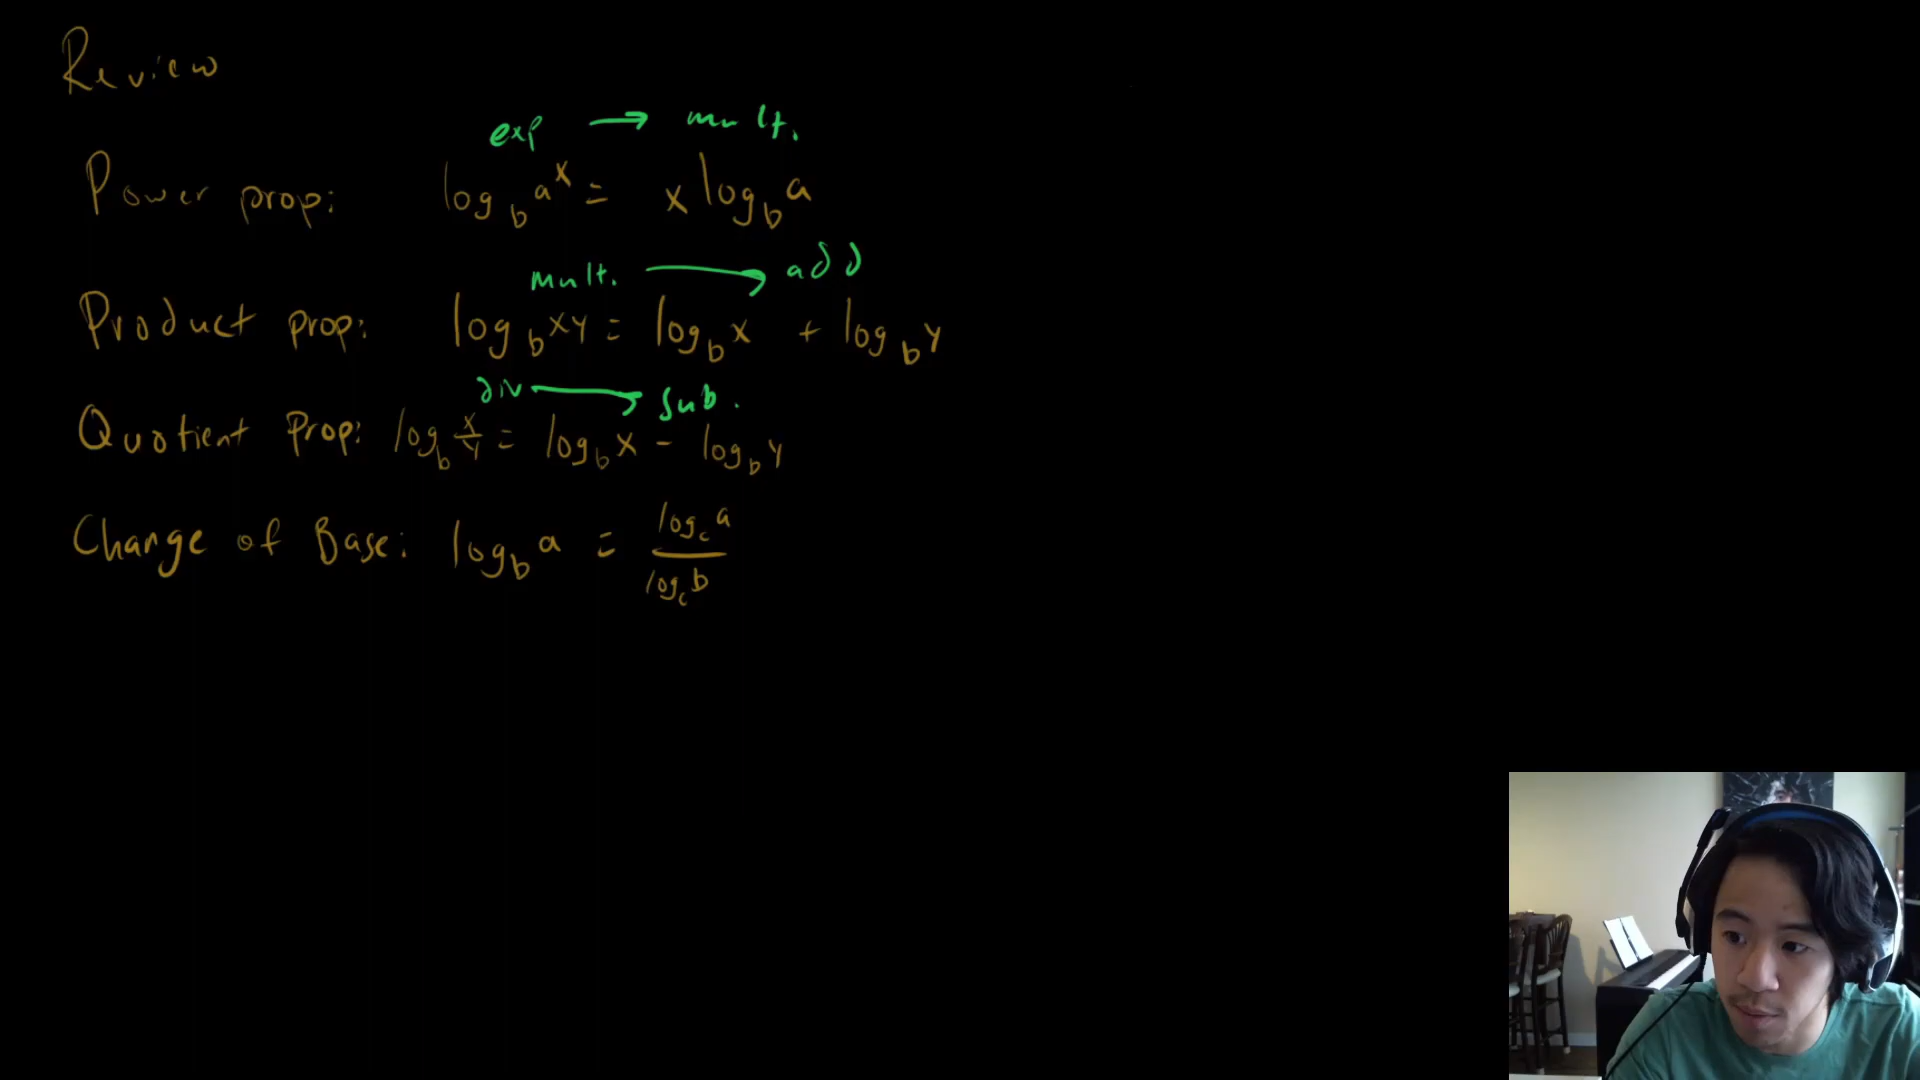 Review
exp → mult.
Power prop: log_b a^x = x log_b a
mult. → add
Product prop: log_b xy = log_b x + log_b y
div → sub.
Quotient Prop: log_b x/y = log_b x - log_b y
Change of Base: log_b a = log_c a / log_c b